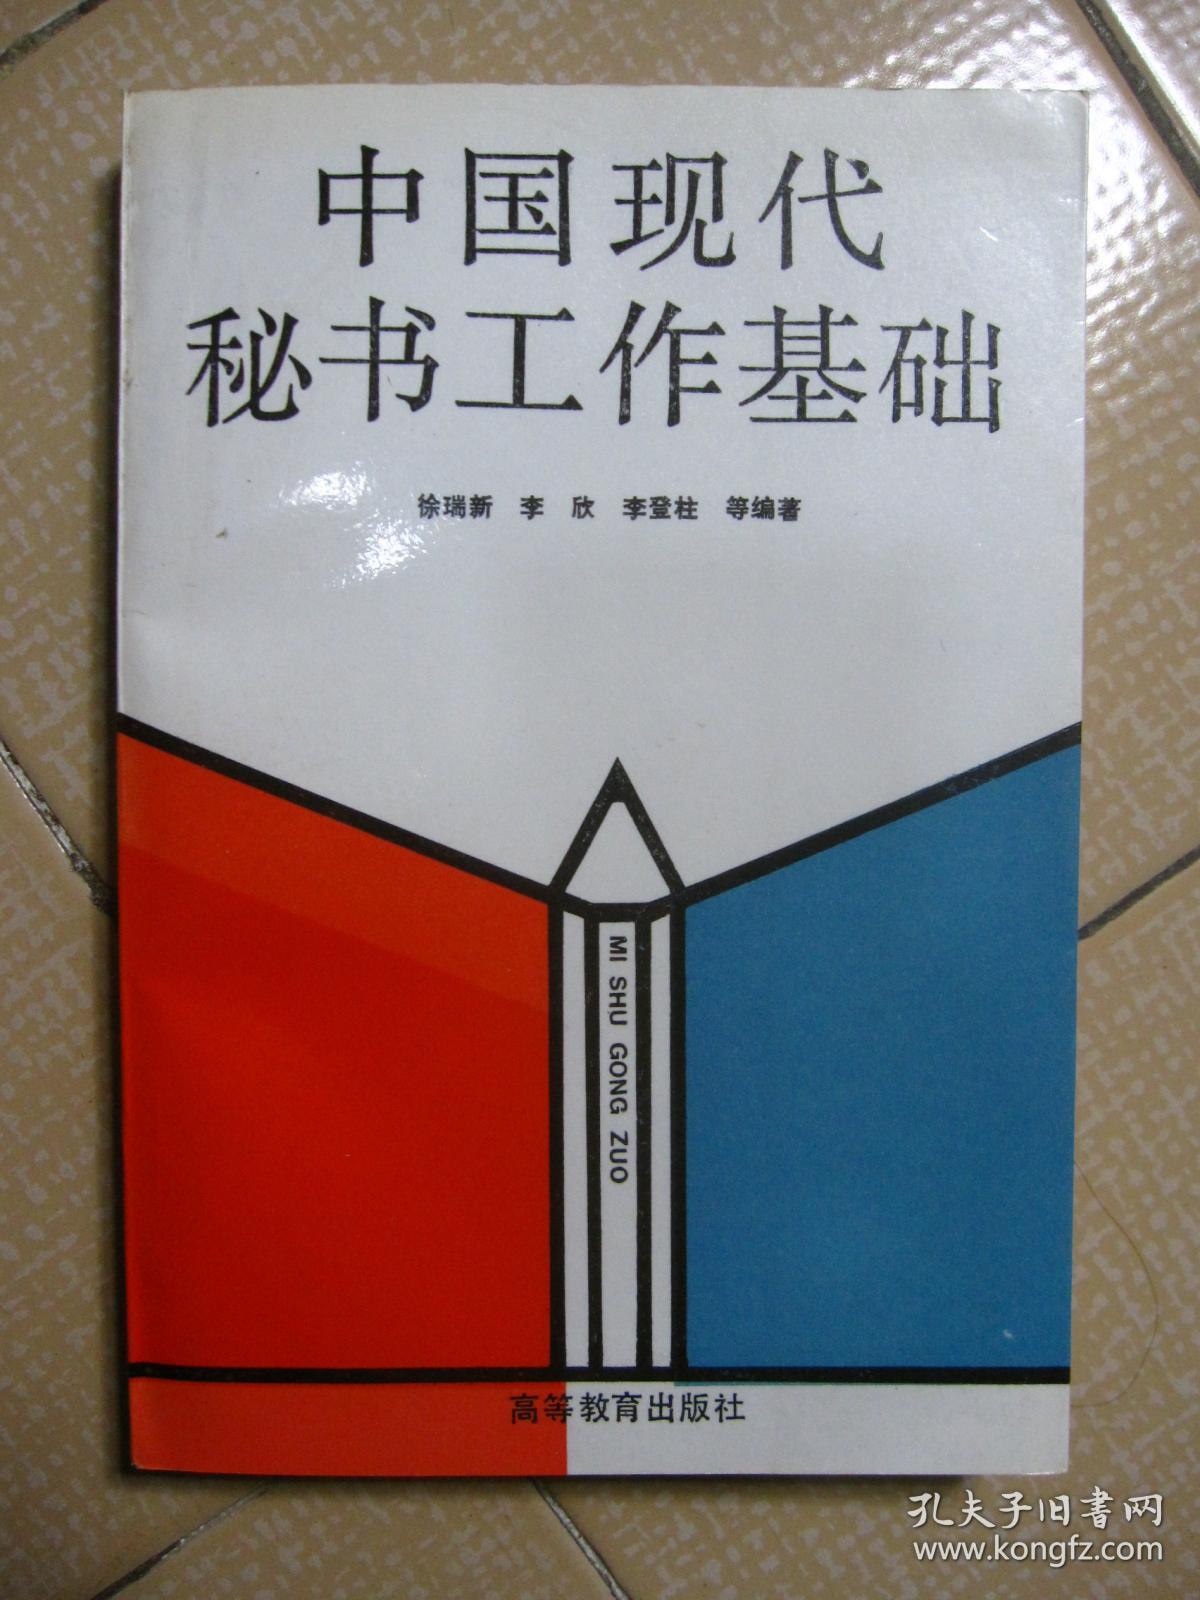 中国现代
秘书工作基础
徐瑞新 李 欣 李登柱 等编著
MI SHU GONG ZUO
高等教育出版社
孔夫子旧书网
www.kongfz.com